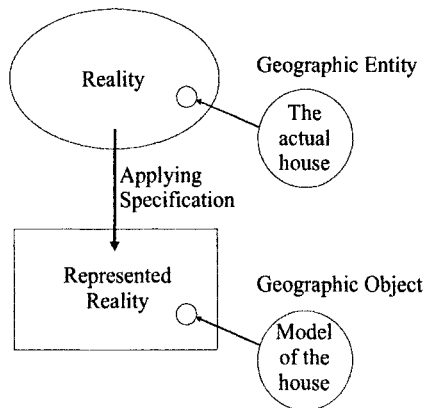 Reality
Geographic Entity
The
actual
house
Applying
Specification
Represented
Reality
Geographic Object
Model
of the
house